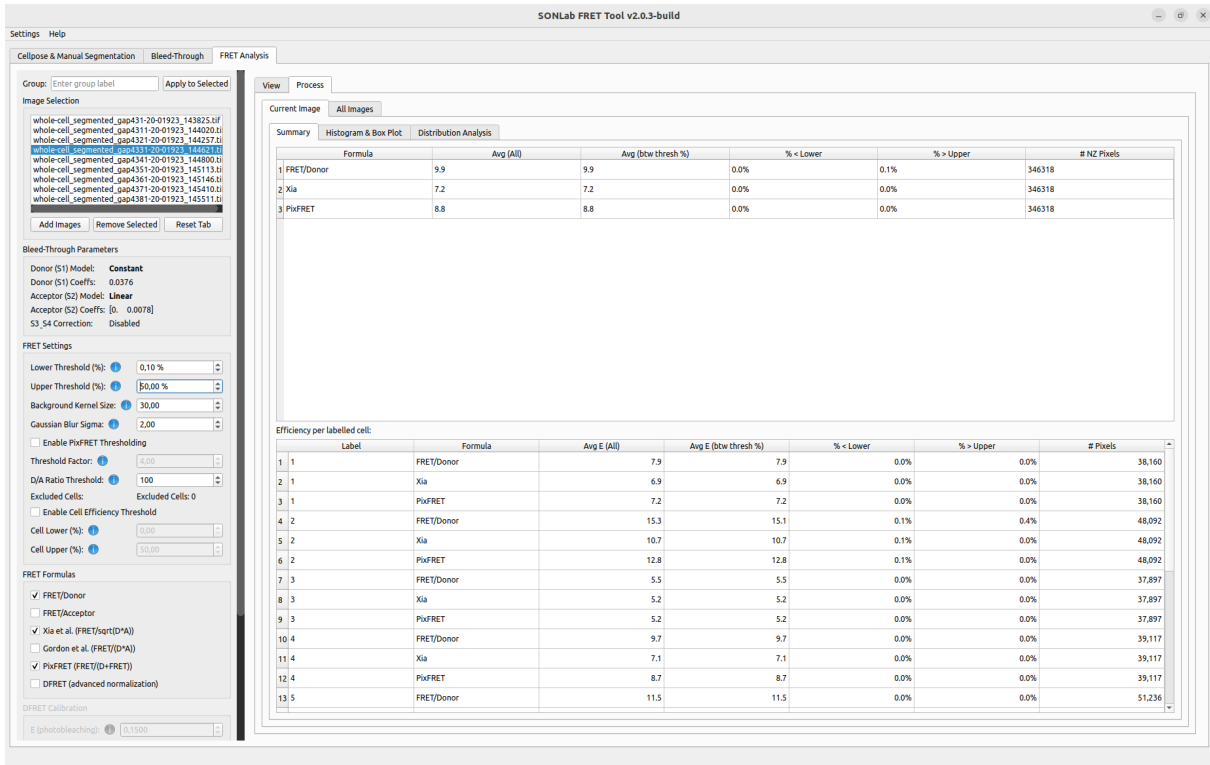 SONLab FRET Tool v2.0.3-build
Settings Help
Cellpose & Manual Segmentation Bleed-Through FRET Analysis
Group: Enter group label Apply to Selected
Image Selection
whole-cell_segmented_gap4311-20-01923_143825.tif
whole-cell_segmented_gap4311-20-01923_144020.ti
whole-cell_segmented_gap4321-20-01923_144257.ti
whole-cell_segmented_gap4331-20-01923_144621.ti
whole-cell_segmented_gap4341-20-01923_144800.ti
whole-cell_segmented_gap4351-20-01923_145113.ti
whole-cell_segmented_gap4361-20-01923_145146.ti
whole-cell_segmented_gap4371-20-01923_145410.ti
whole-cell_segmented_gap4381-20-01923_145511.ti
Add Images Remove Selected Reset Tab
Bleed-Through Parameters
Donor (S1) Model: Constant
Donor (S1) Coeffs: 0.0376
Acceptor (S2) Model: Linear
Acceptor (S2) Coeffs: [0. 0.0078]
S3_S4 Correction: Disabled
FRET Settings
Lower Threshold (%): 0,10 %
Upper Threshold (%): 50,00 %
Background Kernel Size: 30,00
Gaussian Blur Sigma: 2,00
Enable PixFRET Thresholding
Threshold Factor: 4,00
D/A Ratio Threshold: 100
Excluded Cells: Excluded Cells: 0
Enable Cell Efficiency Threshold
Cell Lower (%): 0,00
Cell Upper (%): 50,00
FRET Formulas
FRET/Donor
FRET/Acceptor
Xia et al. (FRET/sqrt(D*A))
Gordon et al. (FRET/(D*A))
PixFRET (FRET/(D+FRET))
DFRET (advanced normalization)
DFRET Calibration
E (photobleaching): 0,1500
View Process
Current Image All Images
Summary Histogram & Box Plot Distribution Analysis
Formula Avg (All) Avg (btw thresh %) % < Lower % > Upper # NZ Pixels
1 FRET/Donor 9.9 9.9 0.0% 0.1% 346318
2 Xia 7.2 7.2 0.0% 0.0% 346318
3 PixFRET 8.8 8.8 0.0% 0.0% 346318
Efficiency per labelled cell:
Label Formula Avg E (All) Avg E (btw thresh %) % < Lower % > Upper # Pixels
1 1 FRET/Donor 7.9 7.9 0.0% 0.0% 38,160
2 1 Xia 6.9 6.9 0.0% 0.0% 38,160
3 1 PixFRET 7.2 7.2 0.0% 0.0% 38,160
4 2 FRET/Donor 15.3 15.1 0.1% 0.4% 48,092
5 2 Xia 10.7 10.7 0.1% 0.0% 48,092
6 2 PixFRET 12.8 12.8 0.1% 0.0% 48,092
7 3 FRET/Donor 5.5 5.5 0.0% 0.0% 37,897
8 3 Xia 5.2 5.2 0.0% 0.0% 37,897
9 3 PixFRET 5.2 5.2 0.0% 0.0% 37,897
10 4 FRET/Donor 9.7 9.7 0.0% 0.0% 39,117
11 4 Xia 7.1 7.1 0.0% 0.0% 39,117
12 4 PixFRET 8.7 8.7 0.0% 0.0% 39,117
13 5 FRET/Donor 11.5 11.5 0.0% 0.0% 51,236